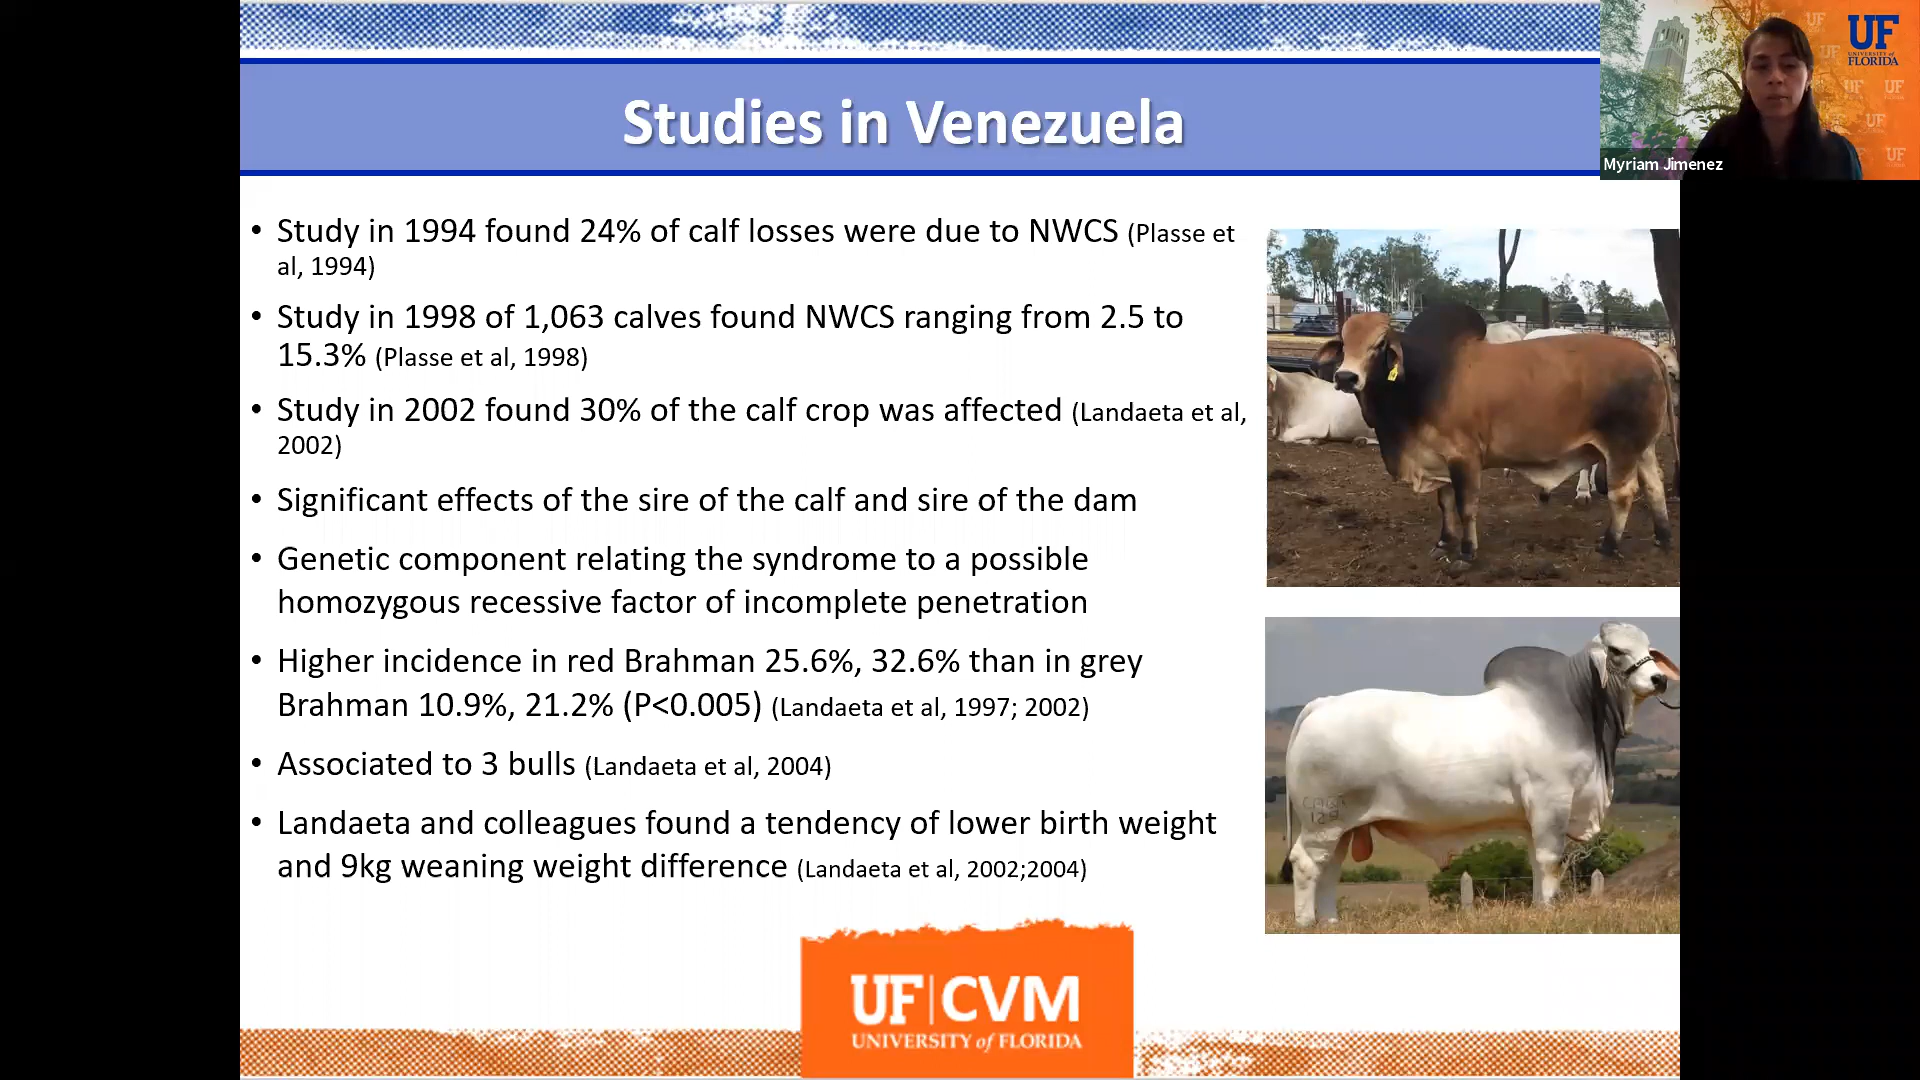 Studies in Venezuela
UF
UNIVERSITY of
FLORIDA
Myriam Jimenez
• Study in 1994 found 24% of calf losses were due to NWCS (Plasse et
al, 1994)
• Study in 1998 of 1,063 calves found NWCS ranging from 2.5 to
15.3% (Plasse et al, 1998)
• Study in 2002 found 30% of the calf crop was affected (Landaeta et al,
2002)
• Significant effects of the sire of the calf and sire of the dam
• Genetic component relating the syndrome to a possible
homozygous recessive factor of incomplete penetration
• Higher incidence in red Brahman 25.6%, 32.6% than in grey
Brahman 10.9%, 21.2% (P<0.005) (Landaeta et al, 1997; 2002)
• Associated to 3 bulls (Landaeta et al, 2004)
• Landaeta and colleagues found a tendency of lower birth weight
and 9kg weaning weight difference (Landaeta et al, 2002;2004)
UF|CVM
UNIVERSITY of FLORIDA